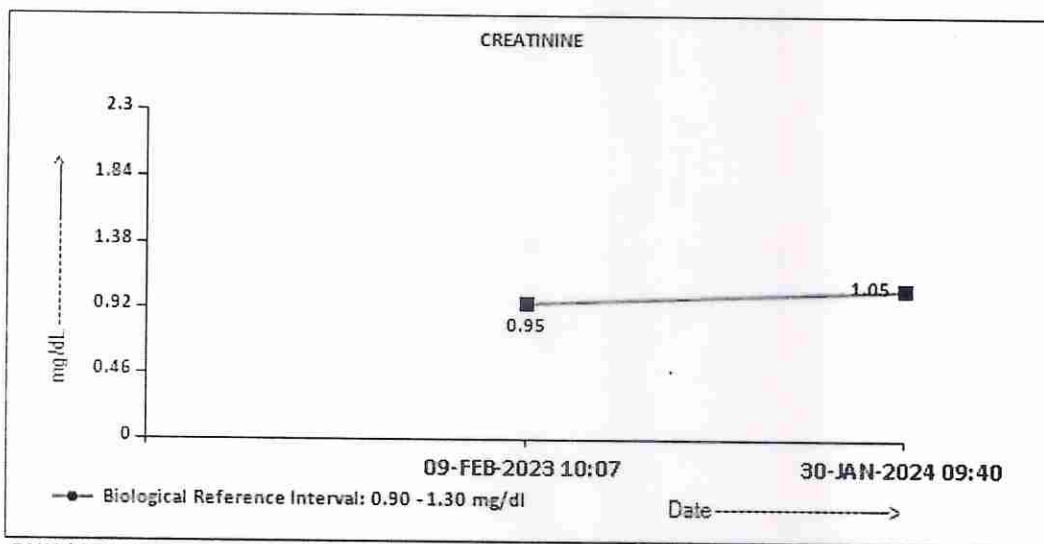 CREATININE
2.3
1.84
1.38
0.92
0.46
0
mg/dL
0.95
1.05
09-FEB-2023 10:07
30-JAN-2024 09:40
Biological Reference Interval: 0.90 -1.30 mg/dl
Date